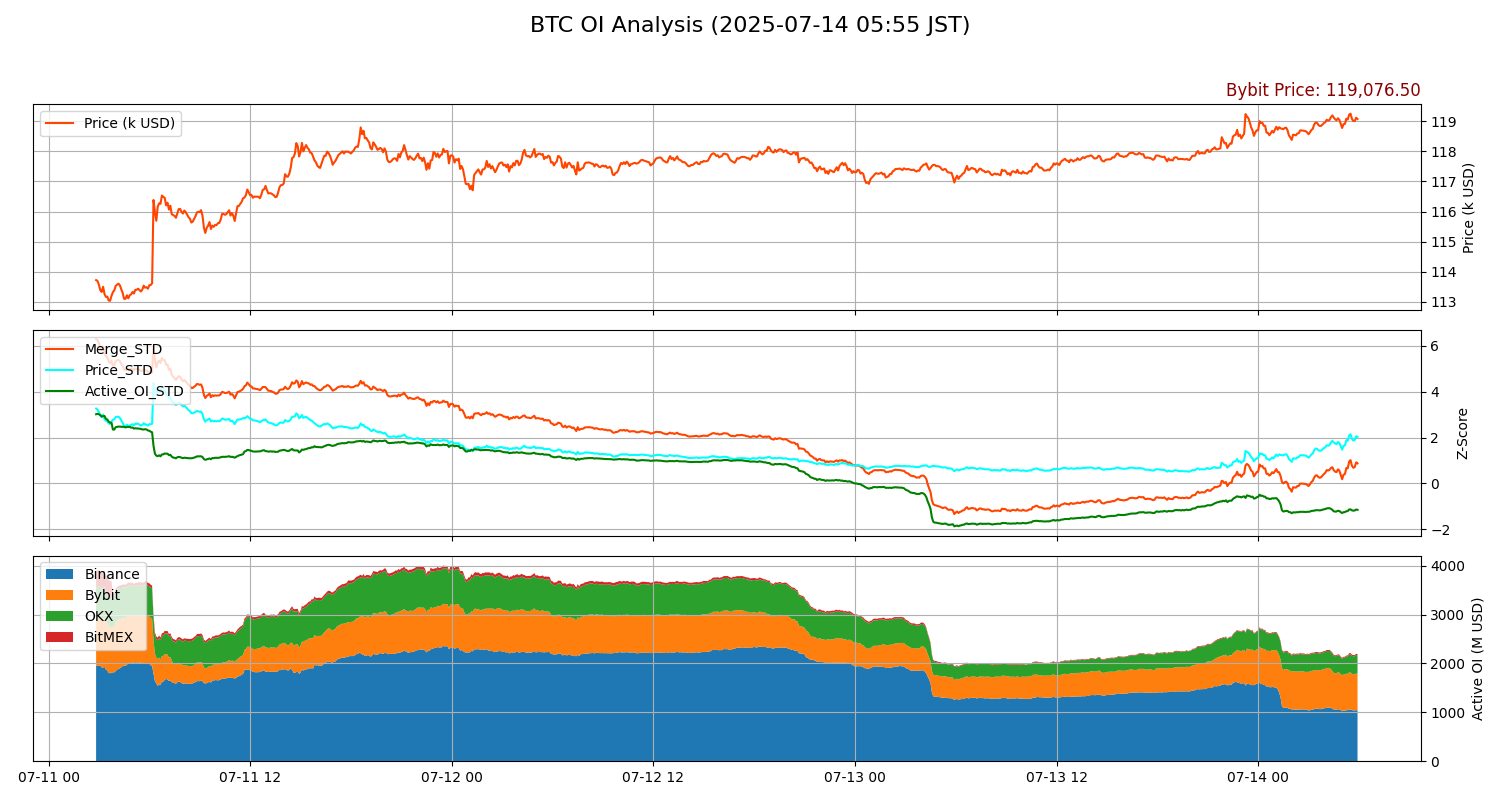 BTC OI Analysis (2025-07-14 05:55 JST)
Bybit Price: 119,076.50
Price (k USD)
119
118
117
116
115
114
113
Price (k USD)
Merge_STD
Price_STD
Active_OI_STD
6
4
2
0
−2
Z-Score
Binance
Bybit
OKX
BitMEX
4000
3000
2000
1000
0
Active OI (M USD)
07-11 00
07-11 12
07-12 00
07-12 12
07-13 00
07-13 12
07-14 00